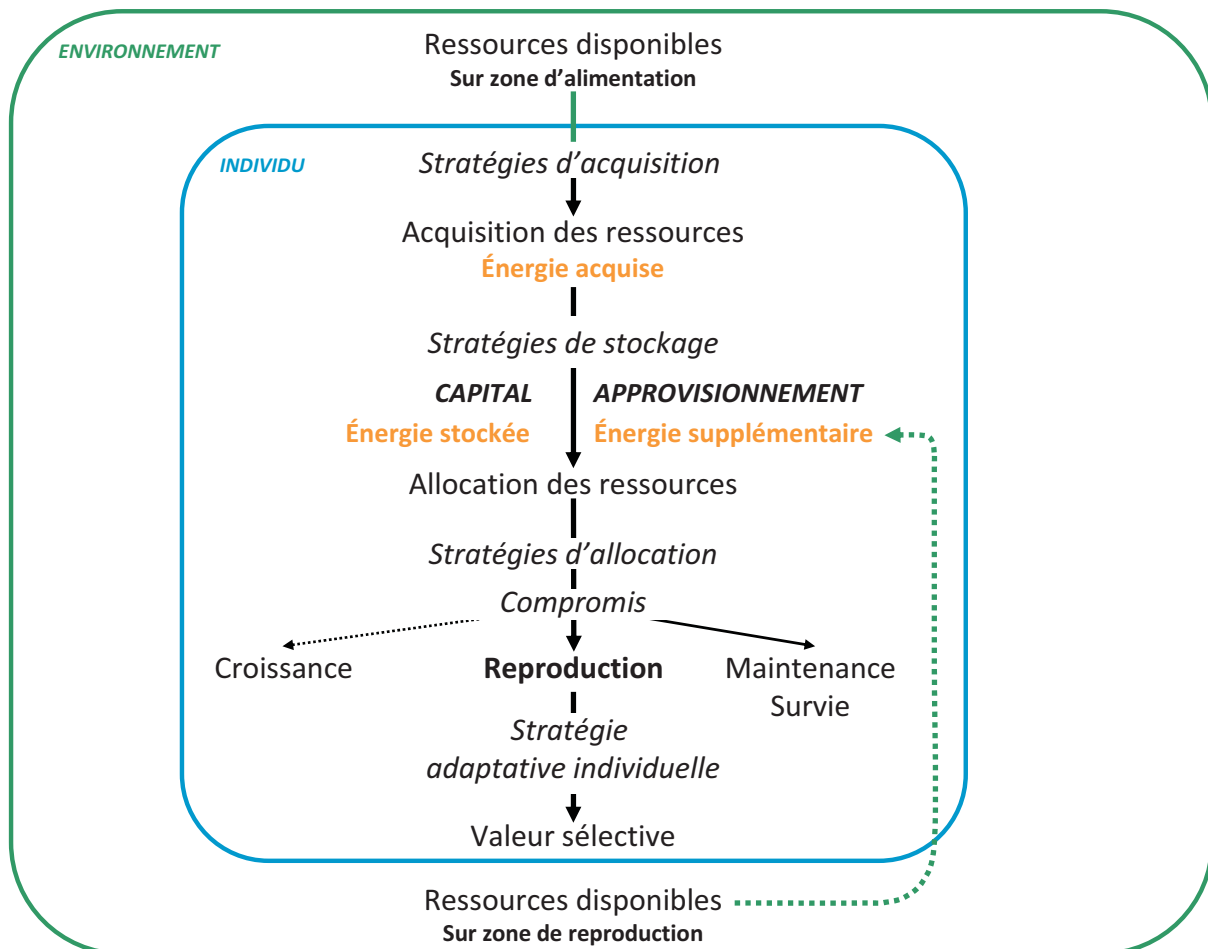 ENVIRONNEMENT
Ressources disponibles
Sur zone d’alimentation
INDIVIDU
Stratégies d’acquisition
Acquisition des ressources
Énergie acquise
Stratégies de stockage
CAPITAL
APPROVISIONNEMENT
Énergie stockée
Énergie supplémentaire
Allocation des ressources
Stratégies d’allocation
Compromis
Croissance
Reproduction
Maintenance
Survie
Stratégie
adaptative individuelle
Valeur sélective
Ressources disponibles
Sur zone de reproduction